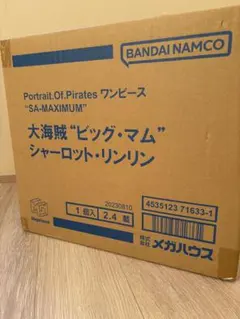 BANDAI NAMCO
Portrait.Of.Pirates ワンピース
“SA-MAXIMUM”
大海賊“ビッグ・マム”
シャーロット・リンリン
20230810
1個入 2.4
4535123 71633-1
株式会社 メガハウス